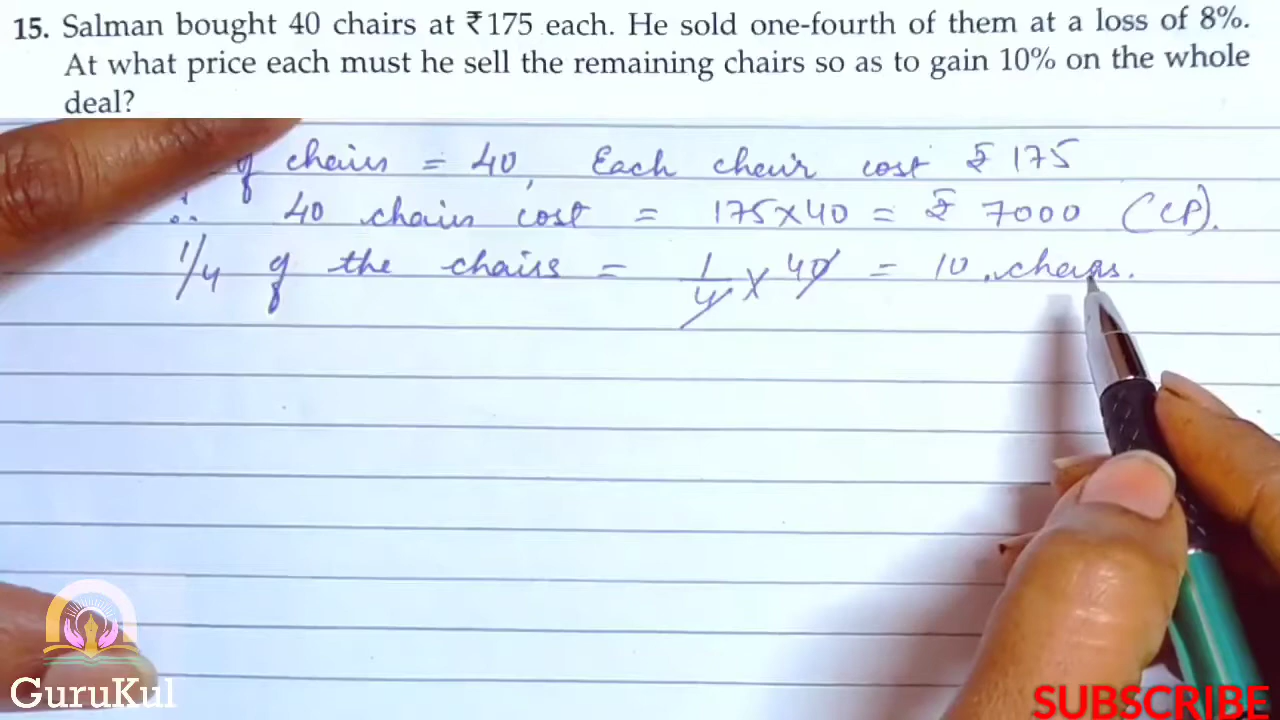 15. Salman bought 40 chairs at ₹175 each. He sold one-fourth of them at a loss of 8%.
At what price each must he sell the remaining chairs so as to gain 10% on the whole
deal?
of chairs = 40, Each chair cost ₹ 175
∴ 40 chairs cost = 175×40 = ₹ 7000 (CP).
1/4 of the chairs = 1/4 × 40 = 10 chairs.
GuruKul
SUBSCRIBE